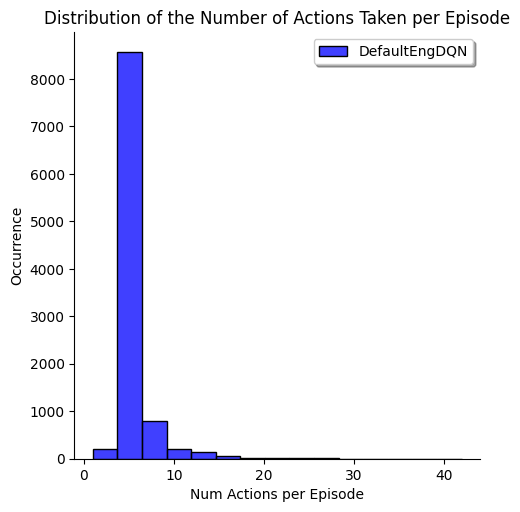 Distribution of the Number of Actions Taken per Episode
DefaultEngDQN
8000
7000
6000
5000
4000
3000
2000
1000
0
Occurrence
0 10 20 30 40
Num Actions per Episode